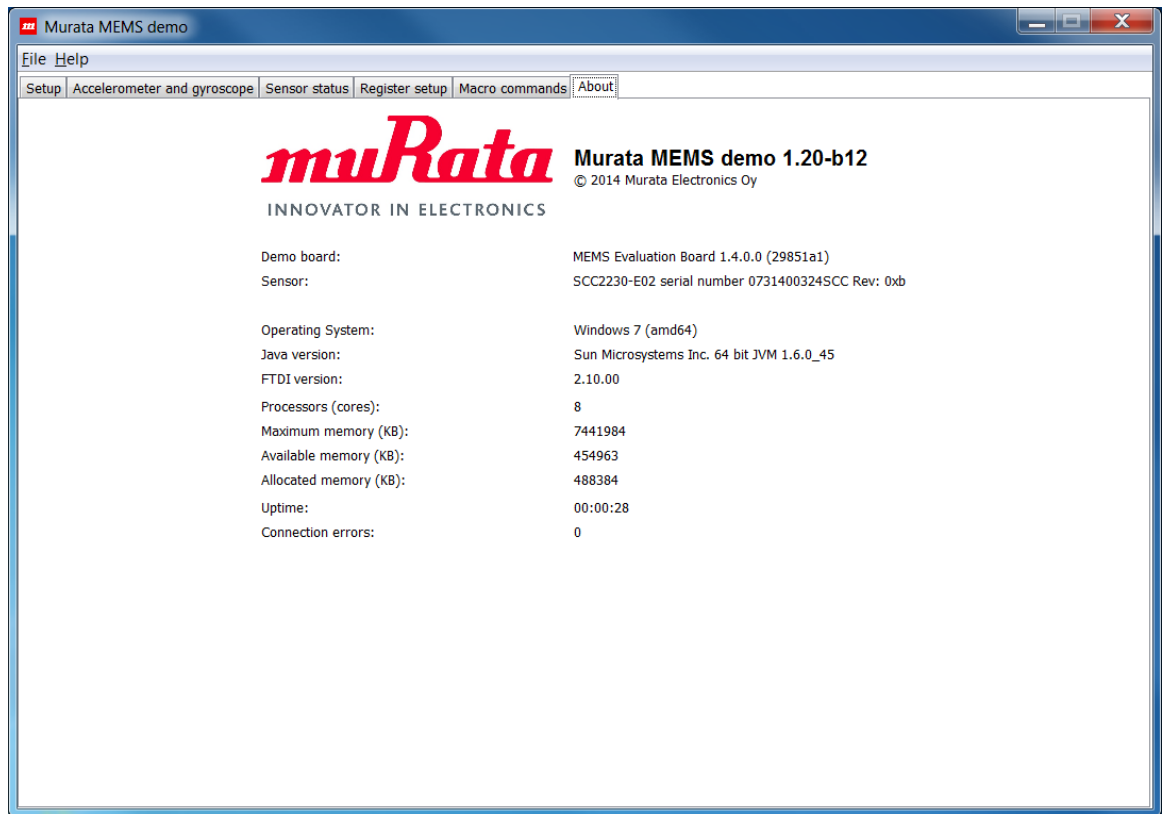 Murata MEMS demo
File Help
Setup Accelerometer and gyroscope Sensor status Register setup Macro commands About
muRata
INNOVATOR IN ELECTRONICS
Murata MEMS demo 1.20-b12
© 2014 Murata Electronics Oy
Demo board: MEMS Evaluation Board 1.4.0.0 (29851a1)
Sensor: SCC2230-E02 serial number 0731400324SCC Rev: 0xb
Operating System: Windows 7 (amd64)
Java version: Sun Microsystems Inc. 64 bit JVM 1.6.0_45
FTDI version: 2.10.00
Processors (cores): 8
Maximum memory (KB): 7441984
Available memory (KB): 454963
Allocated memory (KB): 488384
Uptime: 00:00:28
Connection errors: 0